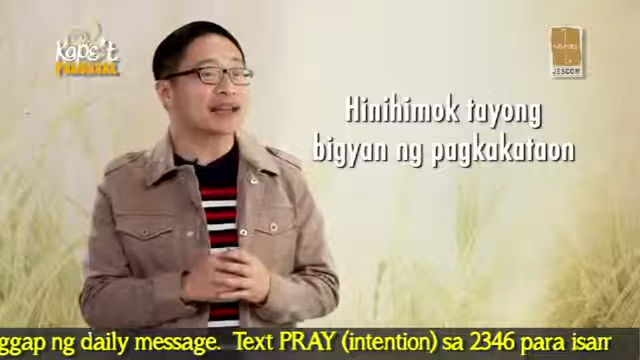 Kape't
PANDASAL
JESCOM
Hinihimok tayong
bigyan ng pagkakataon
ggap ng daily message. Text PRAY (intention) sa 2346 para isam